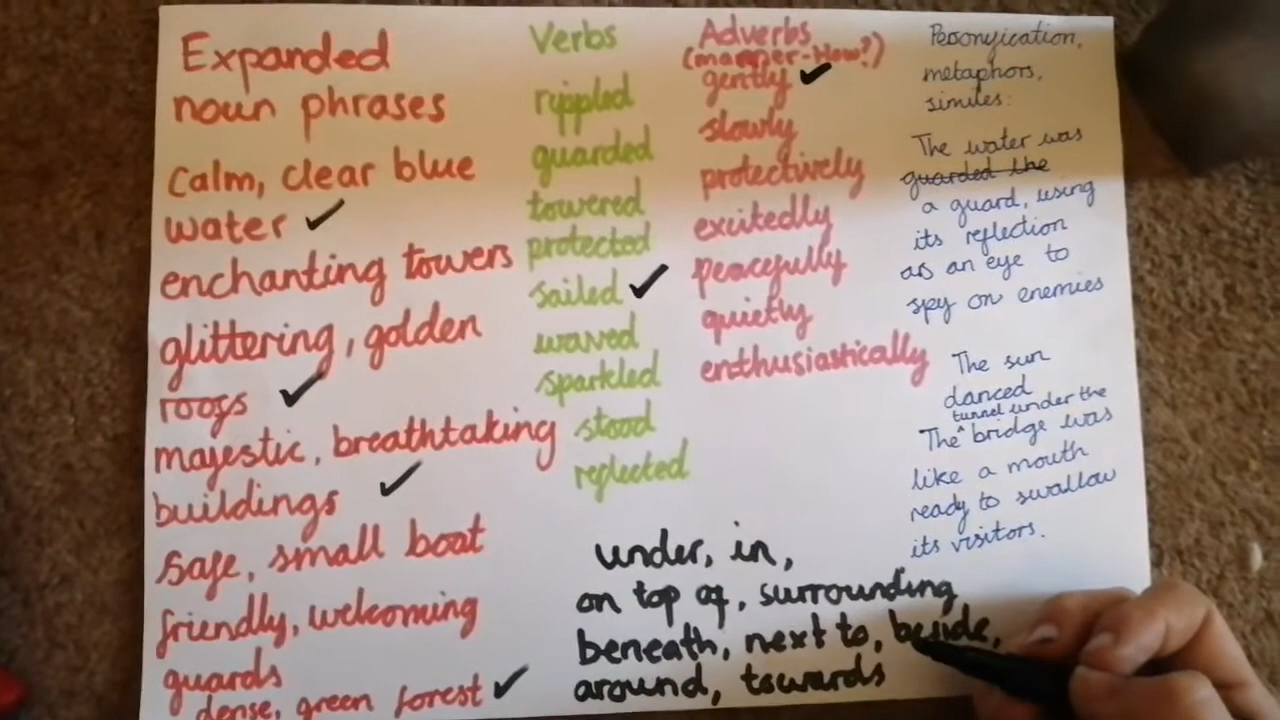 Expanded
noun phrases
Calm, clear blue
water ✓
enchanting towers
glittering, golden
roofs ✓
majestic, breathtaking
buildings ✓
safe, small boat
friendly, welcoming
guards
dense, green forest ✓
Verbs
rippled
guarded
towered
protected
sailed ✓
waved
sparkled
stood
reflected
Adverbs
(manner-How?)
gently ✓
slowly
protectively
excitedly
peacefully
quietly
enthusiastically
Pesonyication,
metaphors,
similes:
The water was
guarded the
a guard, using
its reflection
as an eye to
spy on enemies
The sun
danced
tunnel under the
The ^ bridge was
like a mouth
ready to swallow
its visitors.
under, in,
on top of, surrounding
beneath, next to, beside,
around, towards